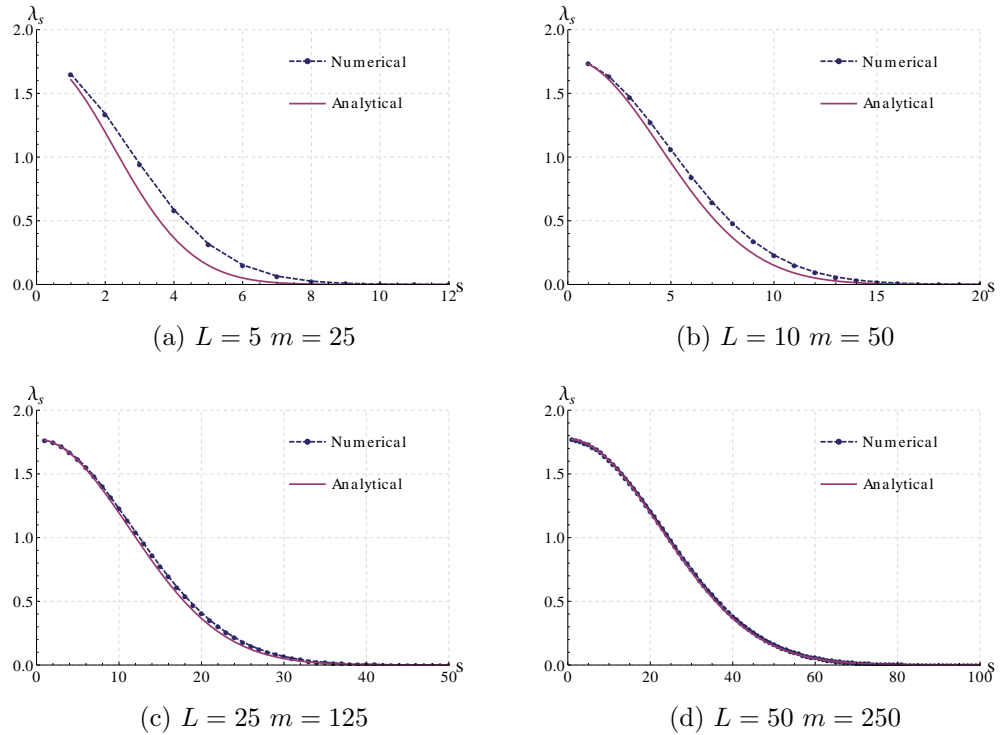 λs
2.0
Numerical
1.5
Analytical
1.0
0.5
0.0
0 2 4 6 8 10 12 s
(a) L = 5 m = 25
λs
2.0
Numerical
1.5
Analytical
1.0
0.5
0.0
0 5 10 15 20 s
(b) L = 10 m = 50
λs
2.0
Numerical
1.5
Analytical
1.0
0.5
0.0
0 10 20 30 40 50 s
(c) L = 25 m = 125
λs
2.0
Numerical
1.5
Analytical
1.0
0.5
0.0
0 20 40 60 80 100 s
(d) L = 50 m = 250